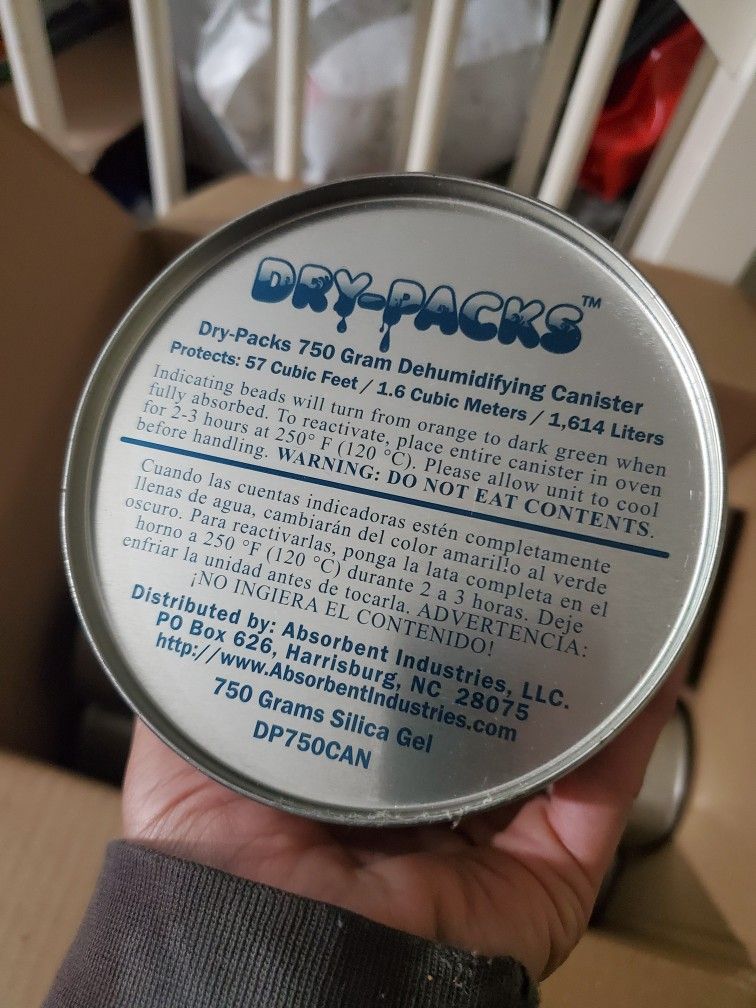 DRY-PACKS™
Dry-Packs 750 Gram Dehumidifying Canister
Protects: 57 Cubic Feet / 1.6 Cubic Meters / 1,614 Liters
Indicating beads will turn from orange to dark green when
fully absorbed. To reactivate, place entire canister in oven
for 2-3 hours at 250° F (120 °C). Please allow unit to cool
before handling. WARNING: DO NOT EAT CONTENTS.
Cuando las cuentas indicadoras estén completamente
llenas de agua, cambiarán del color amarillo al verde
oscuro. Para reactivarlas, ponga la lata completa en el
horno a 250 °F (120 °C) durante 2 a 3 horas. Deje
enfriar la unidad antes de tocarla. ADVERTENCIA:
¡NO INGIERA EL CONTENIDO!
Distributed by: Absorbent Industries, LLC.
PO Box 626, Harrisburg, NC 28075
http://www.AbsorbentIndustries.com
750 Grams Silica Gel
DP750CAN